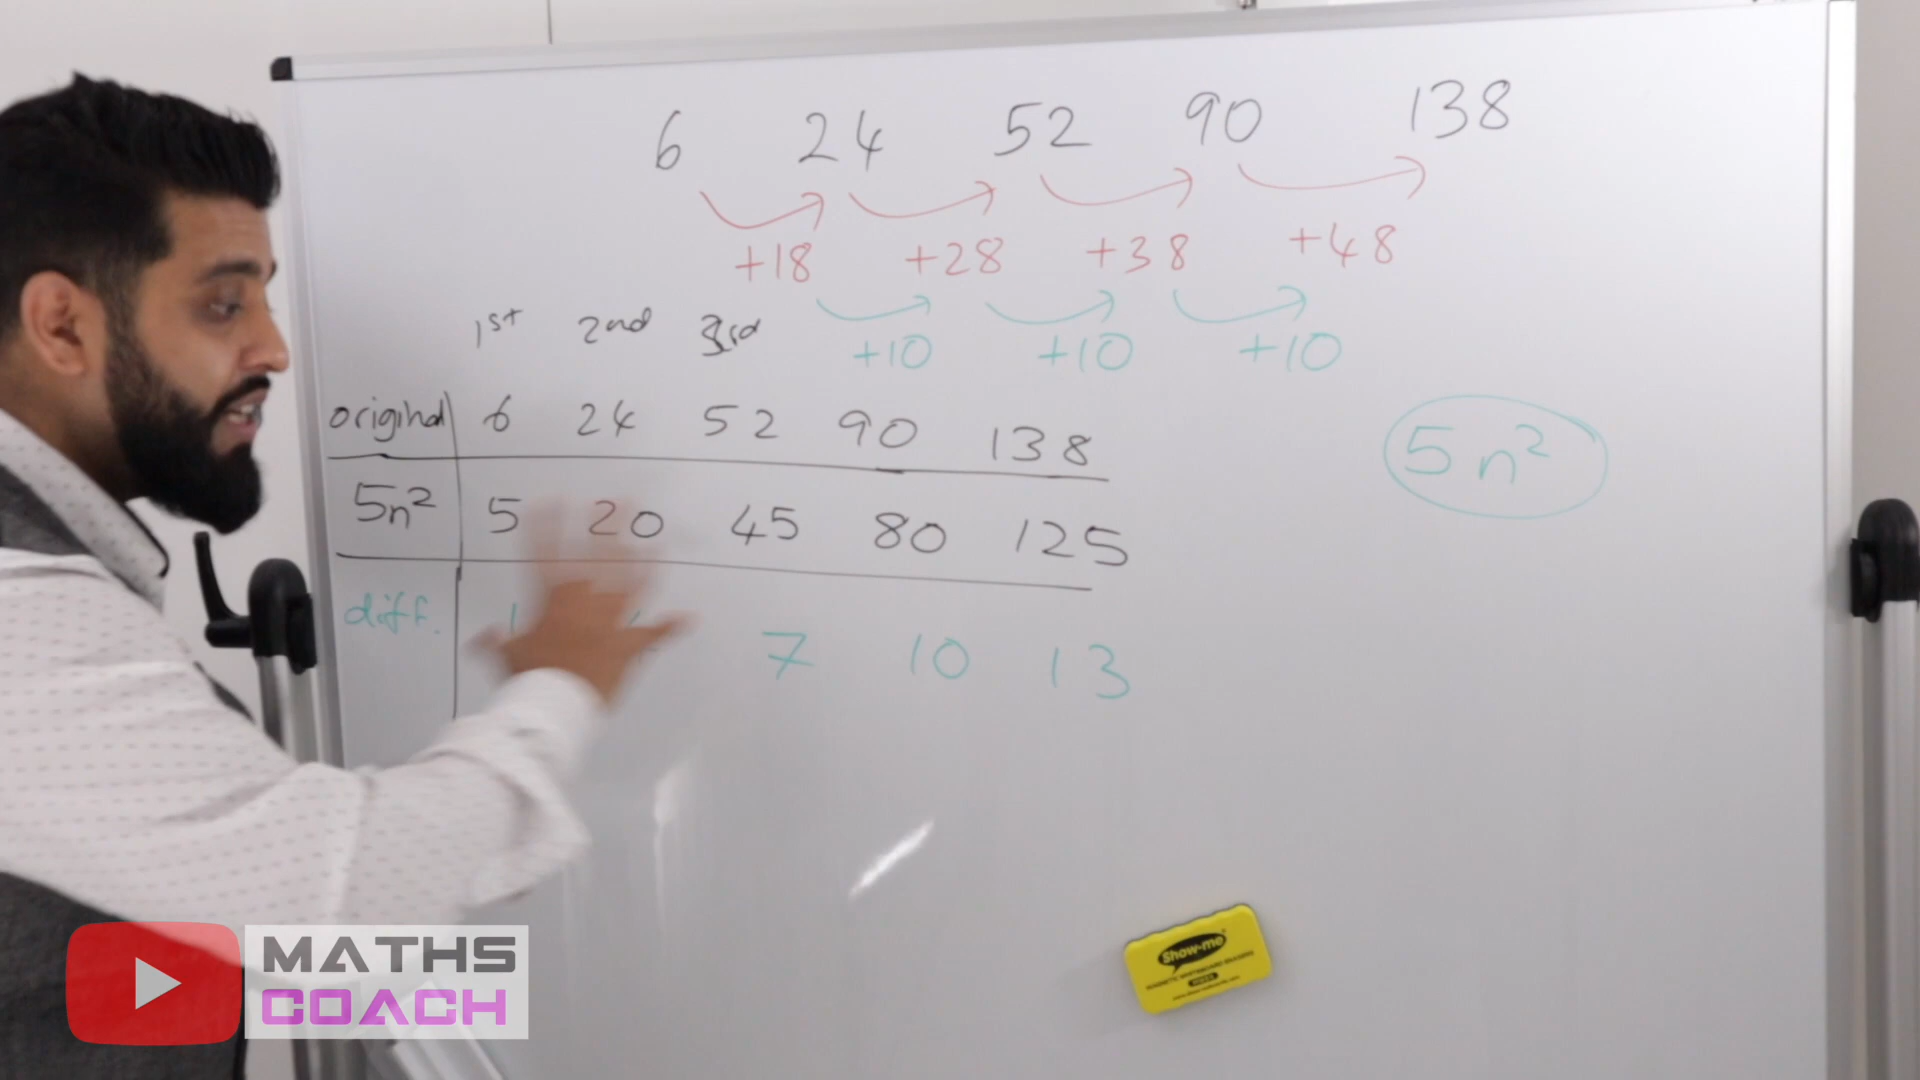 6 24 52 90 138
+18 +28 +38 +48
+10 +10 +10
1st 2nd 3rd
original 6 24 52 90 138
5n²
5n² 5 20 45 80 125
diff. 1 7 10 13
MATHS
COACH
Show-me